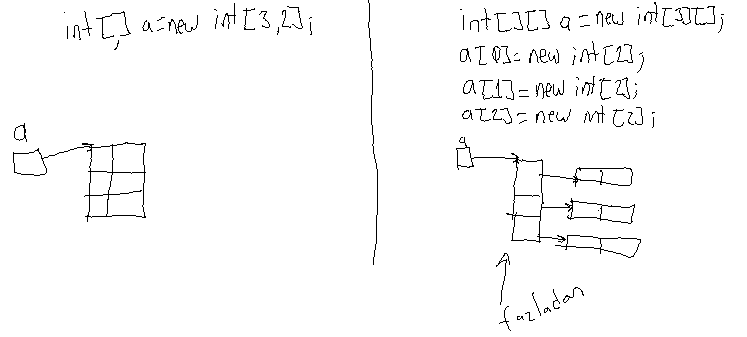 int[,] a=new int[3,2];
a
int[][] a=new int[3][];
a[0]=new int[2];
a[1]=new int[2];
a[2]=new int[2];
a
fazladan